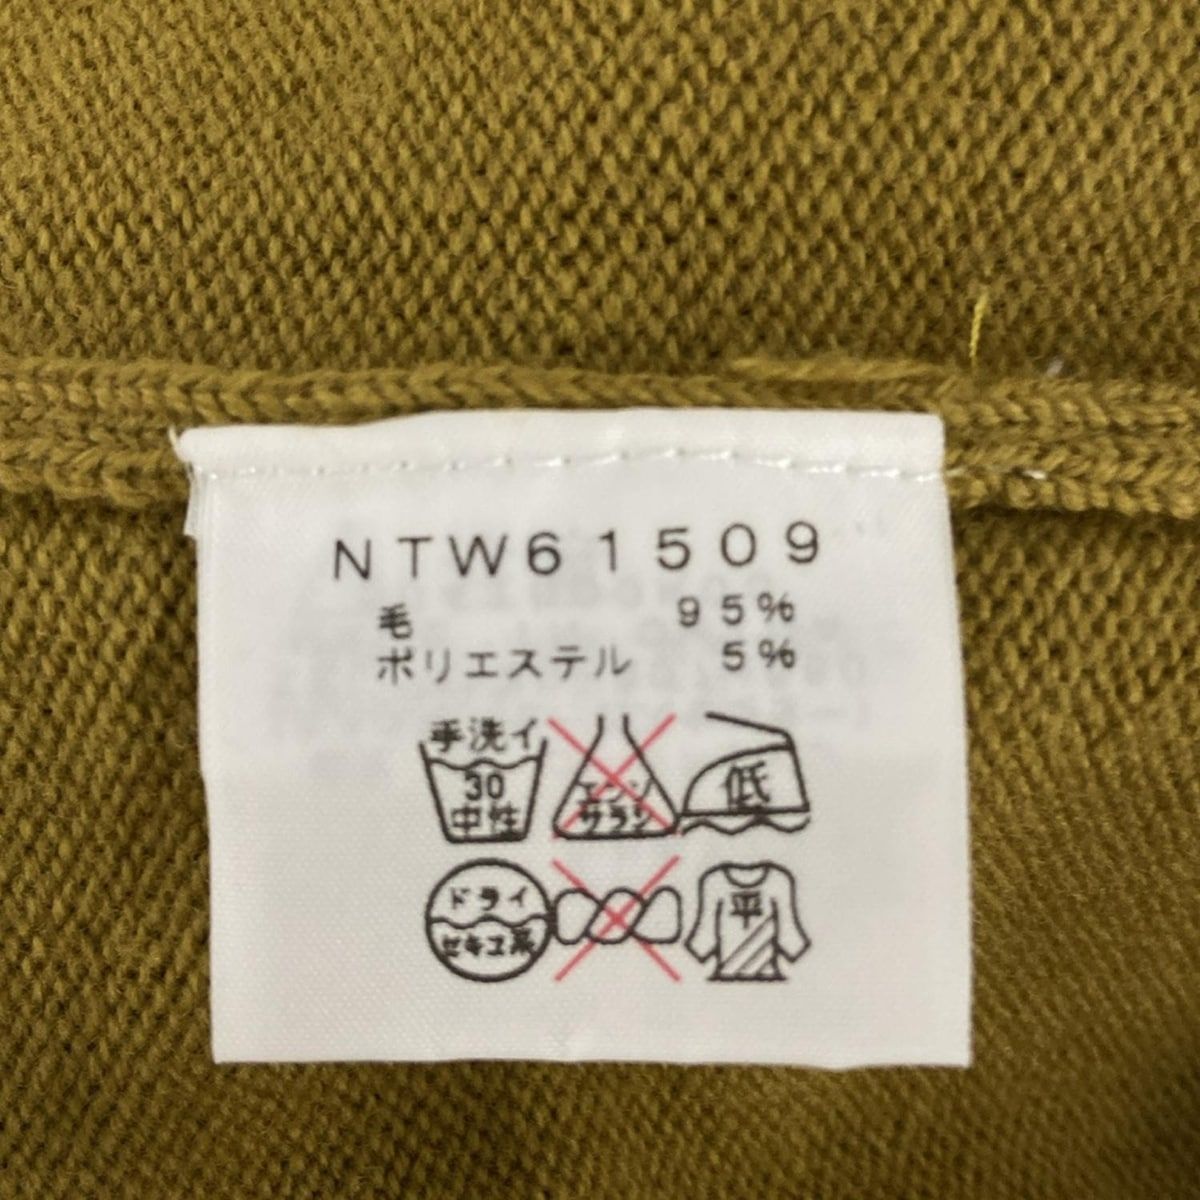 NTW61509
毛 95%
ポリエステル 5%
手洗イ
30
中性
エンソ
サラシ
低
ドライ
セキユ系
平